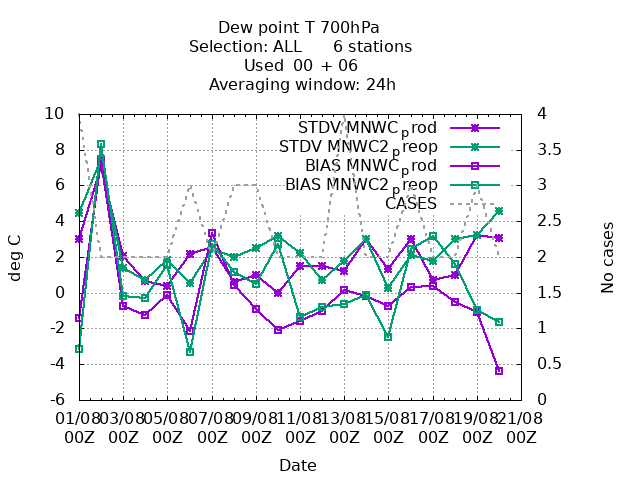 Dew point T 700hPa
Selection: ALL 6 stations
Used 00 + 06
Averaging window: 24h
STDV MNWC_prod
STDV MNWC2_preop
BIAS MNWC_prod
BIAS MNWC2_preop
CASES
10
8
6
4
2
0
-2
-4
-6
deg C
4
3.5
3
2.5
2
1.5
1
0.5
0
No cases
01/08 03/08 05/08 07/08 09/08 11/08 13/08 15/08 17/08 19/08 21/08
00Z 00Z 00Z 00Z 00Z 00Z 00Z 00Z 00Z 00Z 00Z
Date